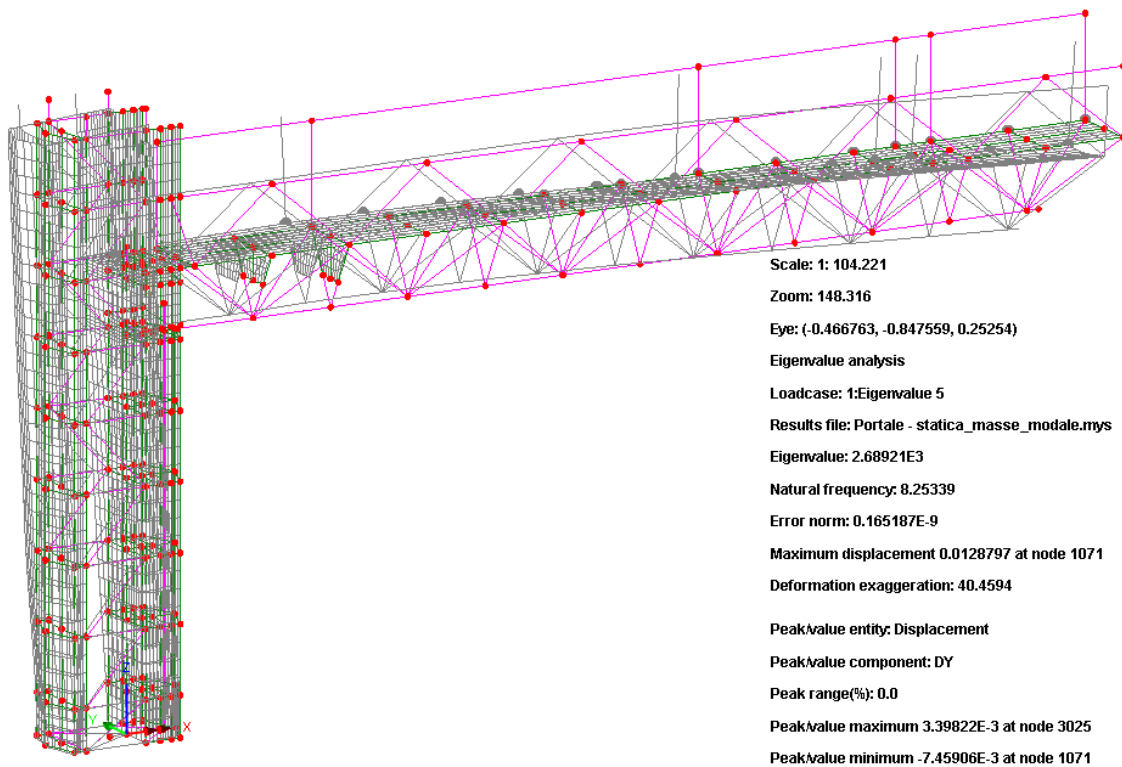 Scale: 1: 104.221
Zoom: 148.316
Eye: (-0.466763, -0.847559, 0.25254)
Eigenvalue analysis
Loadcase: 1:Eigenvalue 5
Results file: Portale - statica_masse_modale.mys
Eigenvalue: 2.68921E3
Natural frequency: 8.25339
Error norm: 0.165187E-9
Maximum displacement 0.0128797 at node 1071
Deformation exaggeration: 40.4594
Peak/value entity: Displacement
Peak/value component: DY
Peak range(%): 0.0
Peak/value maximum 3.39822E-3 at node 3025
Peak/value minimum -7.45906E-3 at node 1071
Z
Y
X